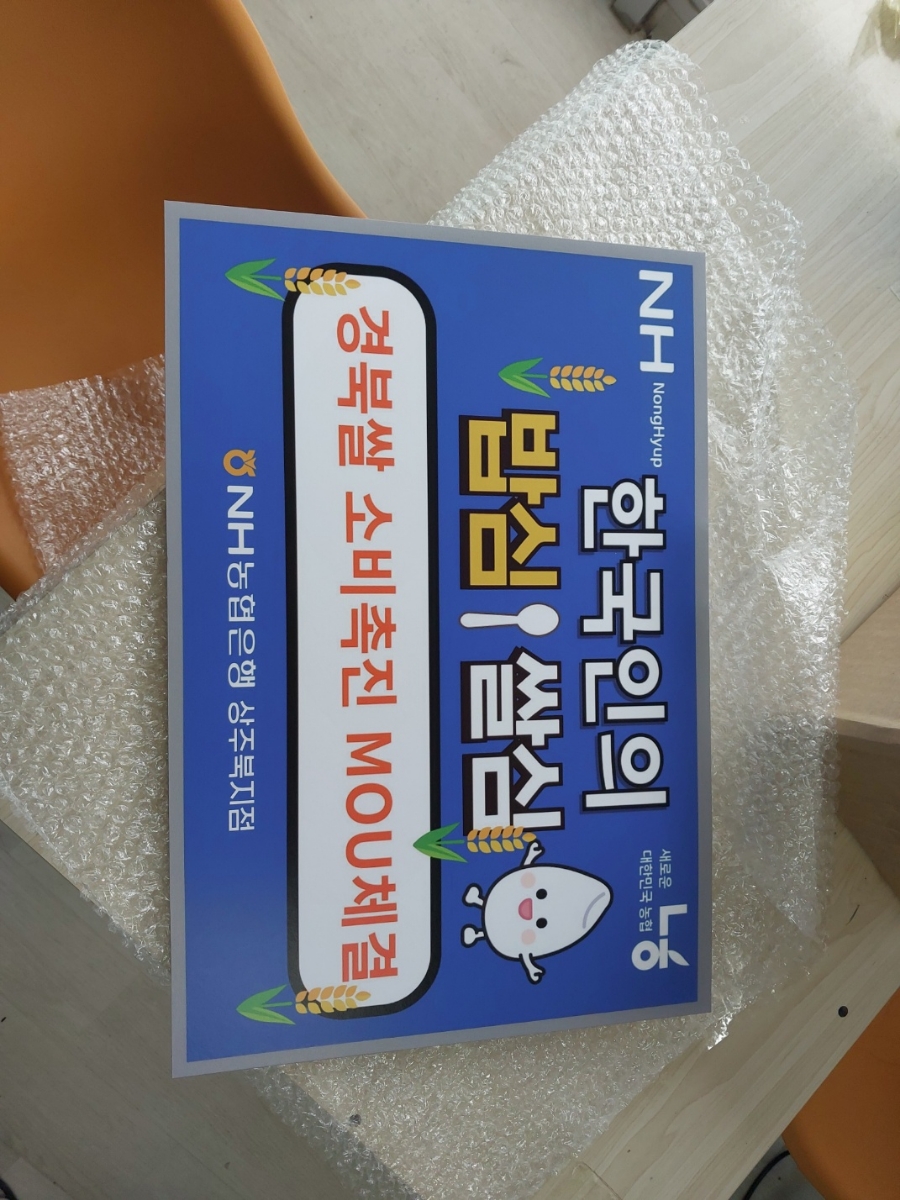 NH NongHyup
새로운
대한민국 농협
농
한국인의
밥심 쌀심
경북쌀 소비촉진 MOU체결
NH농협은행 상주북지점